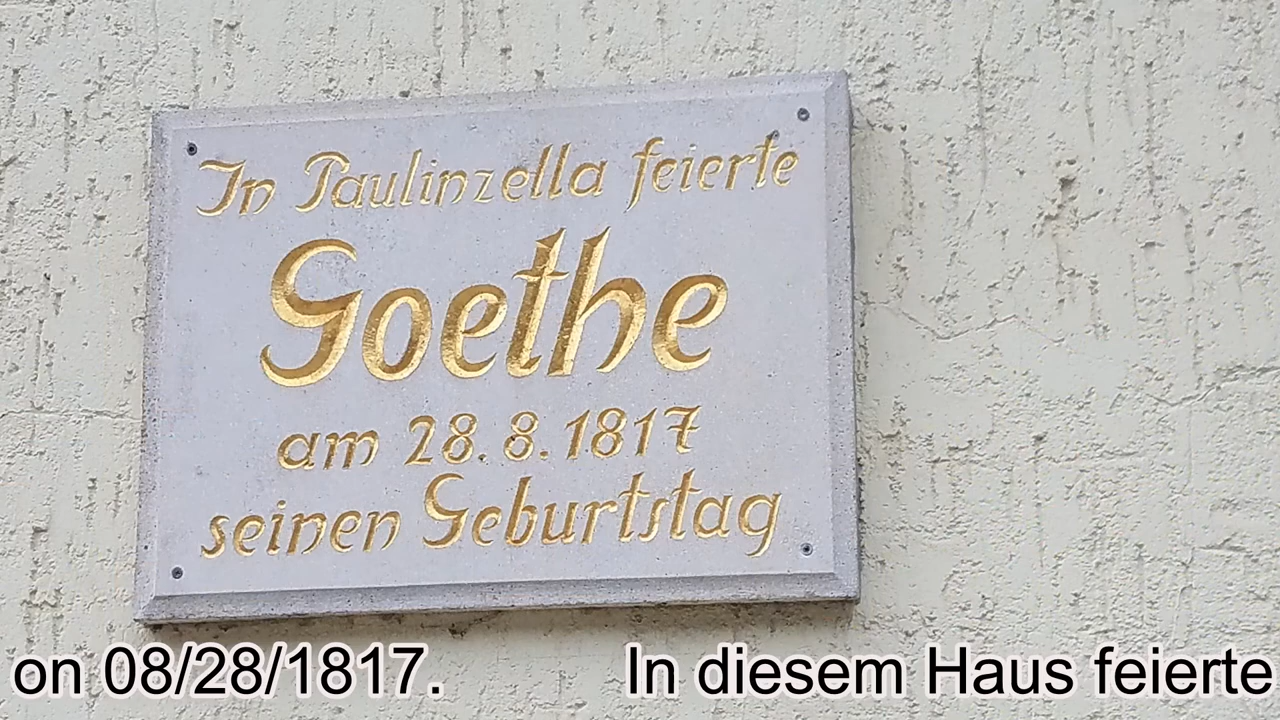 In Paulinzella feierte
Goethe
am 28.8.1817
seinen Geburtstag
on 08/28/1817. In diesem Haus feierte